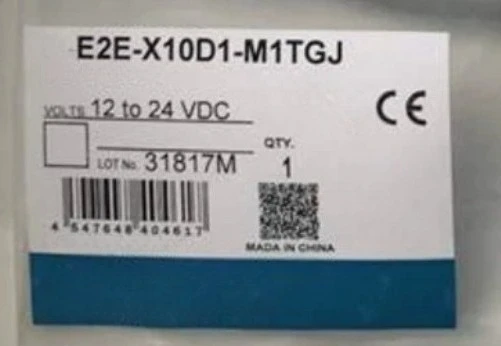 E2E-X10D1-M1TGJ
VOLTS 12 to 24 VDC
CE
QTY.
LOT No. 31817M
1
4 547648 404617
MADE IN CHINA